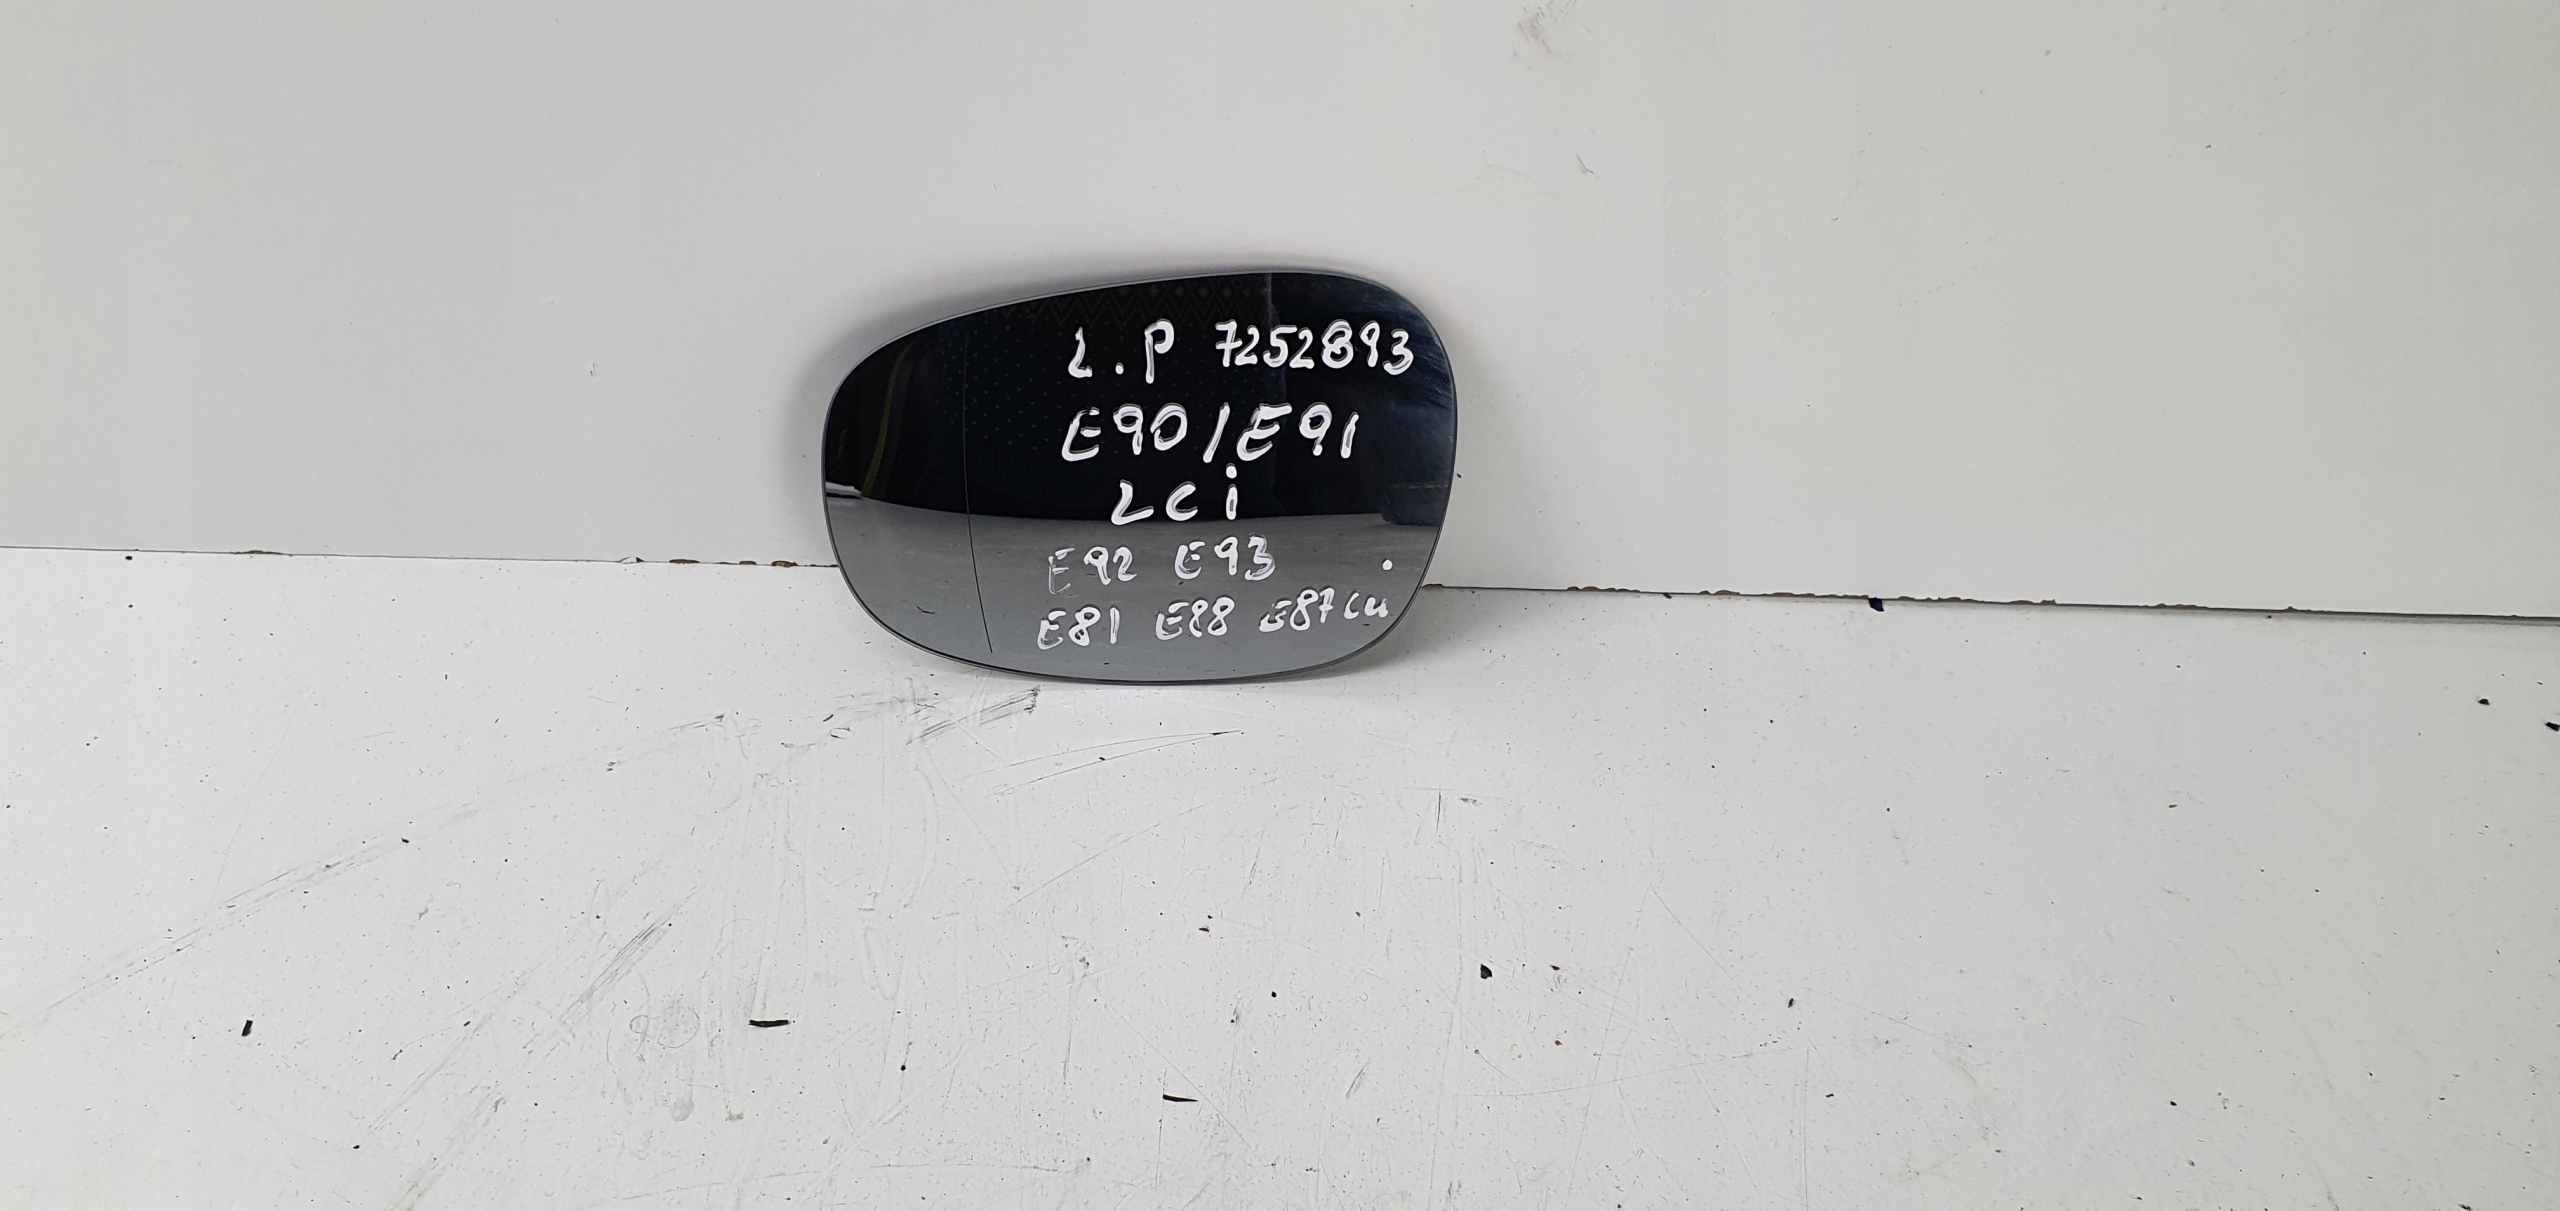 L.P 7252893
E90/E91
LCi
E92 E93
E81 E88 E87 LCi